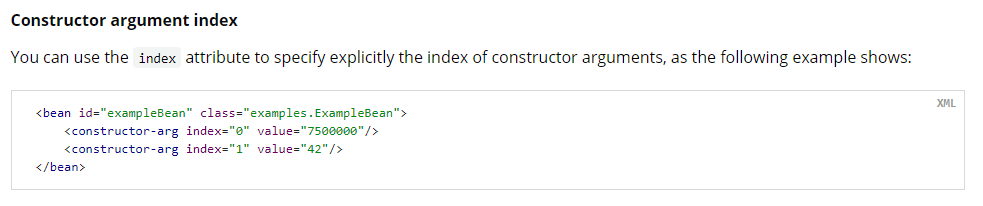 Constructor argument index
You can use the index attribute to specify explicitly the index of constructor arguments, as the following example shows:
XML
<bean id="exampleBean" class="examples.ExampleBean">
    <constructor-arg index="0" value="7500000"/>
    <constructor-arg index="1" value="42"/>
</bean>